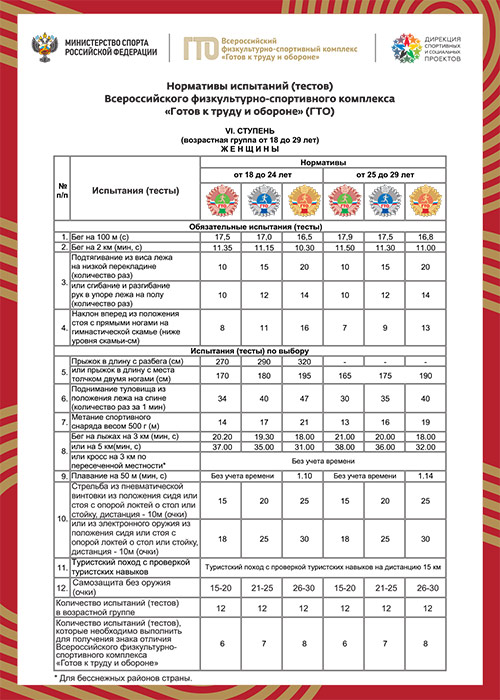 МИНИСТЕРСТВО СПОРТА
РОССИЙСКОЙ ФЕДЕРАЦИИ
ГТО
Всероссийский
физкультурно-спортивный комплекс
«Готов к труду и обороне»
ДИРЕКЦИЯ
СПОРТИВНЫХ
И СОЦИАЛЬНЫХ
ПРОЕКТОВ
Нормативы испытаний (тестов)
Всероссийского физкультурно-спортивного комплекса
«Готов к труду и обороне» (ГТО)
VI. СТУПЕНЬ
(возрастная группа от 18 до 29 лет)
ЖЕНЩИНЫ
№ п/п Испытания (тесты) Нормативы
от 18 до 24 лет от 25 до 29 лет
ГТО ГТО ГТО ГТО ГТО ГТО
Обязательные испытания (тесты)
1. Бег на 100 м (с) 17,5 17,0 16,5 17,9 17,5 16,8
2. Бег на 2 км (мин, с) 11.35 11.15 10.30 11.50 11.30 11.00
3. Подтягивание из виса лежа
на низкой перекладине
(количество раз) 10 15 20 10 15 20
или сгибание и разгибание
рук в упоре лежа на полу
(количество раз) 10 12 14 10 12 14
4. Наклон вперед из положения
стоя с прямыми ногами на
гимнастической скамье (ниже
уровня скамьи-см) 8 11 16 7 9 13
Испытания (тесты) по выбору
5. Прыжок в длину с разбега (см) 270 290 320 - - -
или прыжок в длину с места
толчком двумя ногами (см) 170 180 195 165 175 190
6. Поднимание туловища из
положения лежа на спине
(количество раз за 1 мин) 34 40 47 30 35 40
7. Метание спортивного
снаряда весом 500 г (м) 14 17 21 13 16 19
8. Бег на лыжах на 3 км (мин, с) 20.20 19.30 18.00 21.00 20.00 18.00
или на 5 км(мин, с) 37.00 35.00 31.00 38.00 36.00 32.00
или кросс на 3 км по
пересеченной местности* Без учета времени
9. Плавание на 50 м (мин, с) Без учета времени 1.10 Без учета времени 1.14
10. Стрельба из пневматической
винтовки из положения сидя или
стоя с опорой локтей о стол или
стойку, дистанция - 10м (очки) 15 20 25 15 20 25
или из электронного оружия из
положения сидя или стоя с
опорой локтей о стол или стойку,
дистанция - 10м (очки) 18 25 30 18 25 30
11. Туристский поход с проверкой
туристских навыков Туристский поход с проверкой туристских навыков на дистанцию 15 км
12. Самозащита без оружия
(очки) 15-20 21-25 26-30 15-20 21-25 26-30
Количество испытаний (тестов)
в возрастной группе 12 12 12 12 12 12
Количество испытаний (тестов),
которые необходимо выполнить
для получения знака отличия
Всероссийского физкультурно-
спортивного комплекса
«Готов к труду и обороне» 6 7 8 6 7 8
* Для бесснежных районов страны.